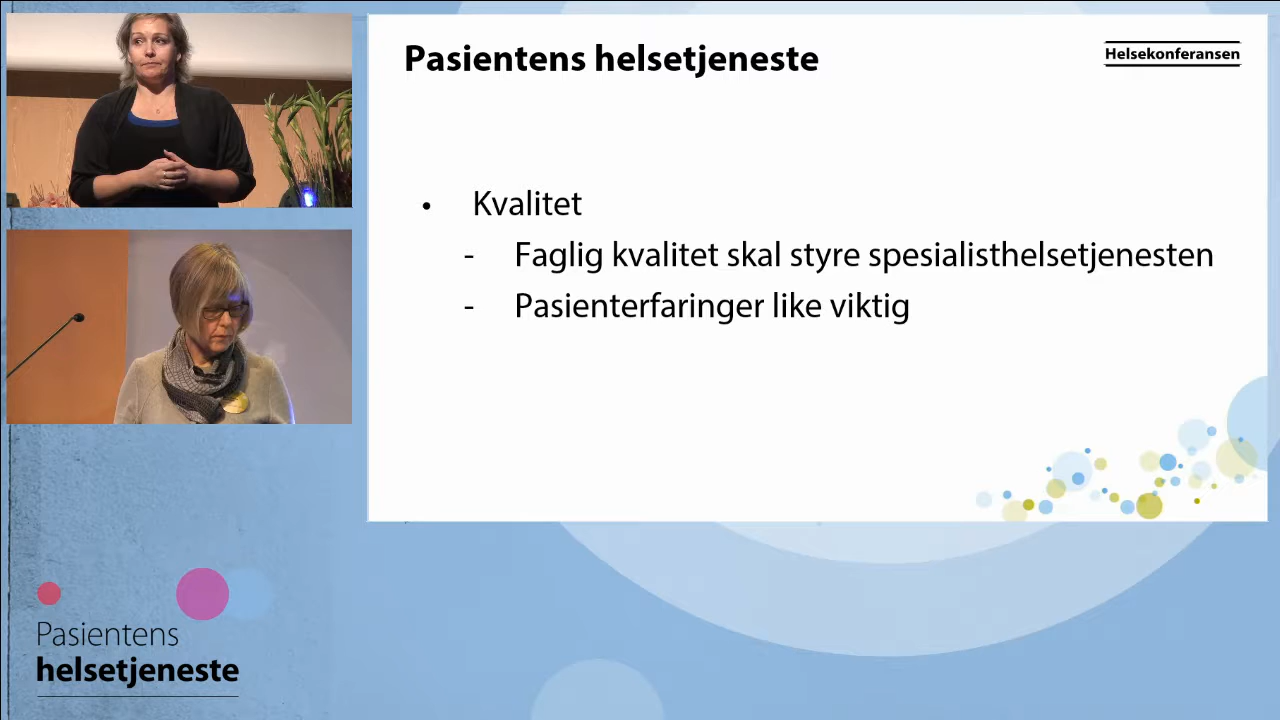 Pasientens helsetjeneste
Helsekonferansen
• Kvalitet
- Faglig kvalitet skal styre spesialisthelsetjenesten
- Pasienterfaringer like viktig
Pasientens
helsetjeneste